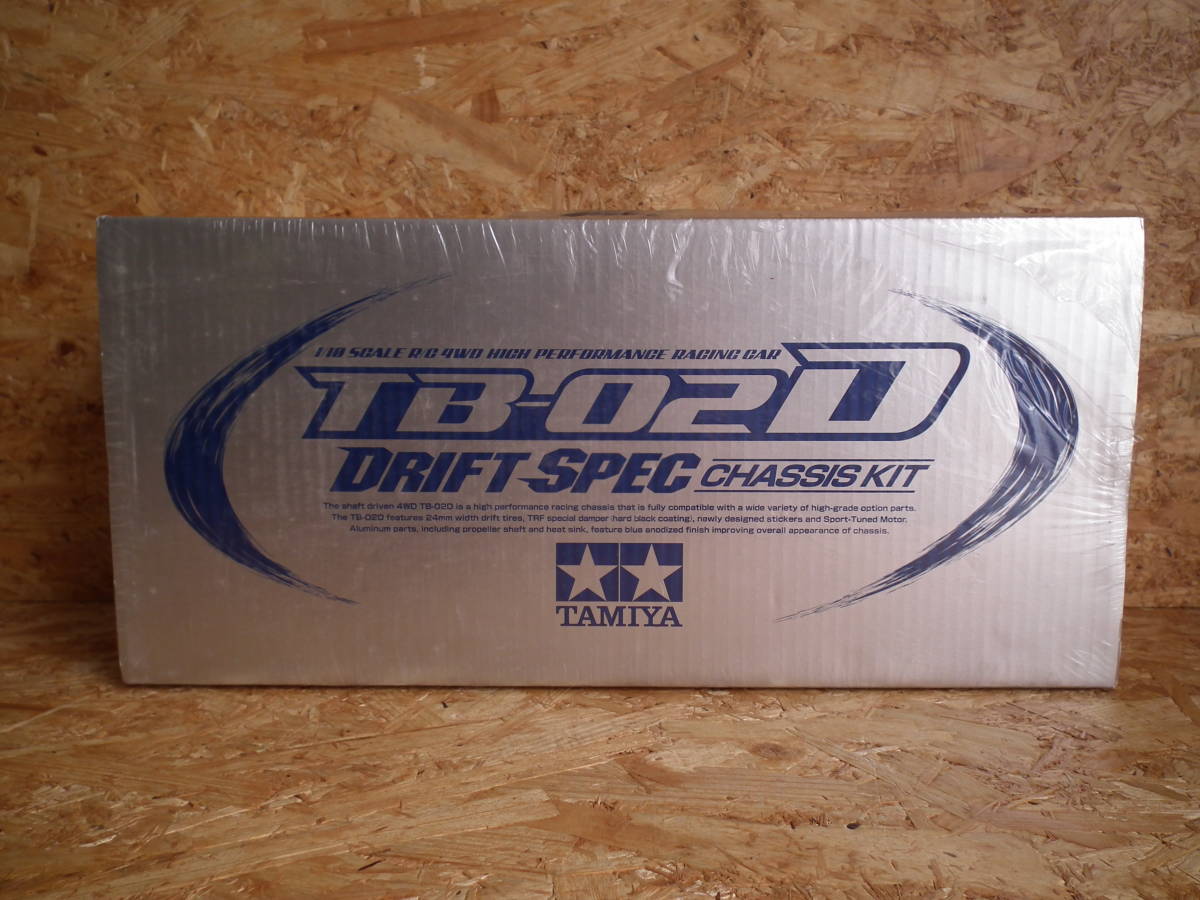 1/10 SCALE R/C 4WD HIGH PERFORMANCE RACING CAR
TB-02D
DRIFT-SPEC CHASSIS KIT
The shaft driven 4WD TB-02D is a high performance racing chassis that is fully compatible with a wide variety of high-grade option parts.
The TB-02D features 24mm width drift tires, TRF special damper (hard black coating), newly designed stickers and Sport-Tuned Motor.
Aluminum parts, including propeller shaft and heat sink, feature blue anodized finish improving overall appearance of chassis.
TAMIYA